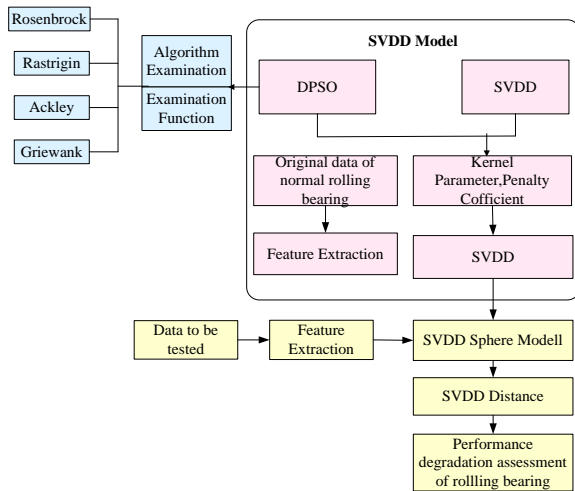 Rosenbrock
Rastrigin
Ackley
Griewank
Algorithm
Examination
Examination
Function
SVDD Model
DPSO
SVDD
Original data of
normal rolling
bearing
Kernel
Parameter,Penalty
Cofficient
Feature Extraction
SVDD
Data to be
tested
Feature
Extraction
SVDD Sphere Modell
SVDD Distance
Performance
degradation assessment
of rollling bearing